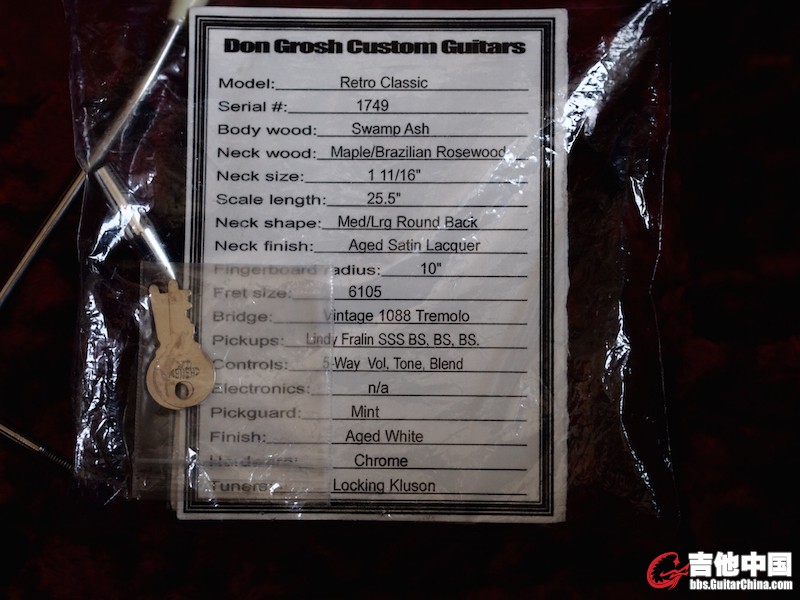 Don Grosh Custom Guitars
Model: Retro Classic
Serial #: 1749
Body wood: Swamp Ash
Neck wood: Maple/Brazilian Rosewood
Neck size: 1 11/16"
Scale length: 25.5"
Neck shape: Med/Lrg Round Back
Neck finish: Aged Satin Lacquer
Fingerboard radius: 10"
Fret size: 6105
Bridge: Vintage 1088 Tremolo
Pickups: Lindy Fralin SSS BS, BS, BS.
Controls: 5-Way Vol, Tone, Blend
Electronics: n/a
Pickguard: Mint
Finish: Aged White
Hardware: Chrome
Tuners: Locking Kluson
吉他中国
bbs.GuitarChina.com